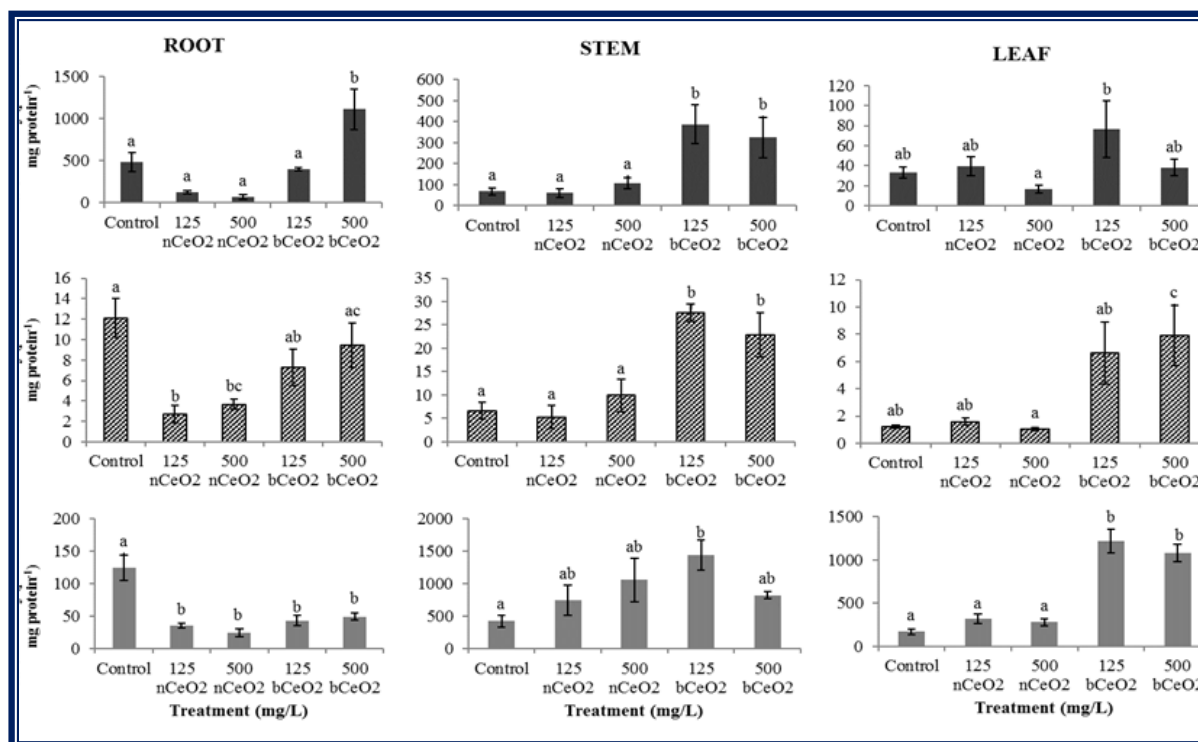 ROOT
STEM
LEAF
mg protein-1)
1500
1000
500
0
a
a
a
a
b
Control 125 500 125 500
nCeO2 nCeO2 bCeO2 bCeO2
600
500
400
300
200
100
0
a
a
a
b
b
Control 125 500 125 500
nCeO2 nCeO2 bCeO2 bCeO2
120
100
80
60
40
20
0
ab
ab
a
b
ab
Control 125 500 125 500
nCeO2 nCeO2 bCeO2 bCeO2
mg protein-1)
16
14
12
10
8
6
4
2
0
a
b
bc
ab
ac
Control 125 500 125 500
nCeO2 nCeO2 bCeO2 bCeO2
35
30
25
20
15
10
5
0
a
a
a
b
b
Control 125 500 125 500
nCeO2 nCeO2 bCeO2 bCeO2
12
10
8
6
4
2
0
ab
ab
a
ab
c
Control 125 500 125 500
nCeO2 nCeO2 bCeO2 bCeO2
mg protein-1)
200
150
100
50
0
a
b
b
b
b
Control 125 500 125 500
nCeO2 nCeO2 bCeO2 bCeO2
Treatment (mg/L)
2000
1500
1000
500
0
a
ab
ab
b
ab
Control 125 500 125 500
nCeO2 nCeO2 bCeO2 bCeO2
Treatment (mg/L)
1500
1000
500
0
a
a
a
b
b
Control 125 500 125 500
nCeO2 nCeO2 bCeO2 bCeO2
Treatment (mg/L)